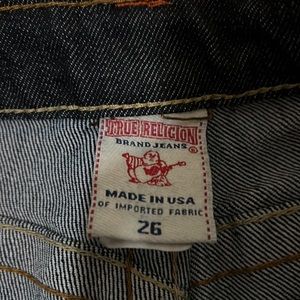 TRUE RELIGION
BRAND JEANS®
MADE IN USA
OF IMPORTED FABRIC
26